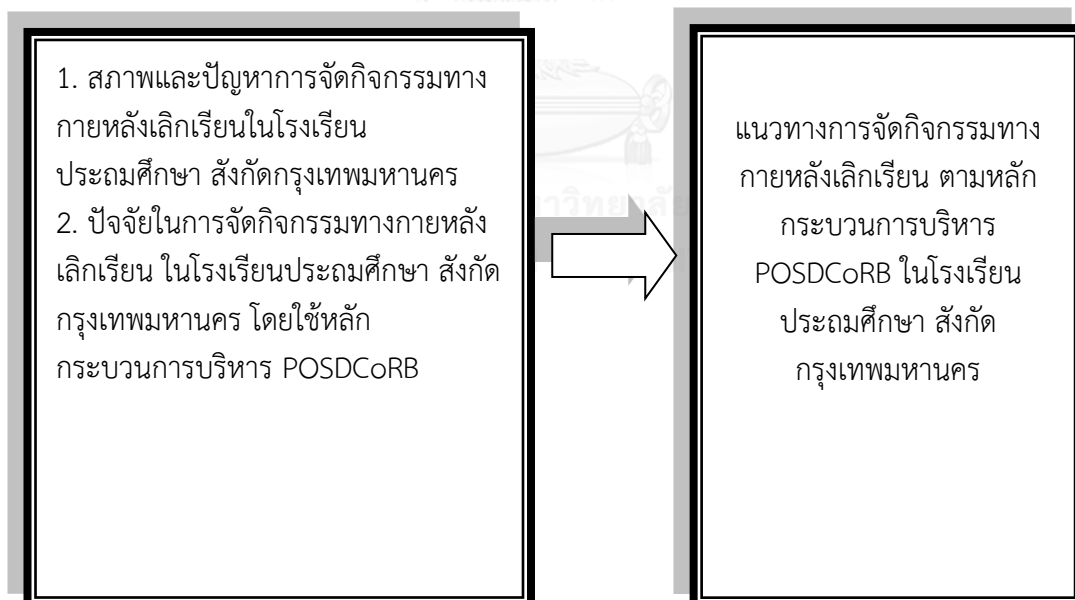 1. สภาพและปัญหาการจัดกิจกรรมทาง
กายหลังเลิกเรียนในโรงเรียน
ประถมศึกษา สังกัดกรุงเทพมหานคร
2. ปัจจัยในการจัดกิจกรรมทางกายหลัง
เลิกเรียน ในโรงเรียนประถมศึกษา สังกัด
กรุงเทพมหานคร โดยใช้หลัก
กระบวนการบริหาร POSDCoRB
แนวทางการจัดกิจกรรมทาง
กายหลังเลิกเรียน ตามหลัก
กระบวนการบริหาร
POSDCoRB ในโรงเรียน
ประถมศึกษา สังกัด
กรุงเทพมหานคร